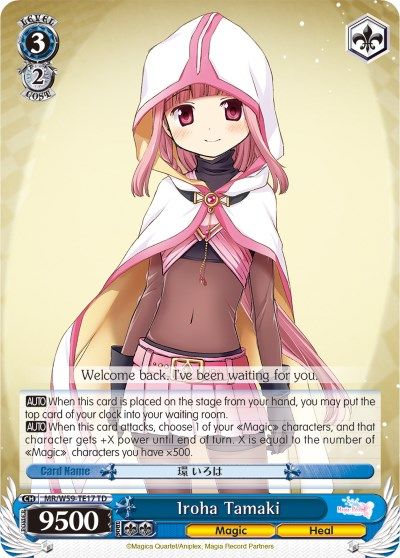 LEVEL
3
2
COST
Welcome back. I've been waiting for you.
AUTO When this card is placed on the stage from your hand, you may put the
top card of your clock into your waiting room.
AUTO When this card attacks, choose 1 of your «Magic» characters, and that
character gets +X power until end of turn. X is equal to the number of
«Magic» characters you have ×500.
Card Name 環 いろは
CH MR/W59-TE17 TD
Iroha Tamaki
POWER 9500 SOUL
Magic Heal
©Magica Quartet/Aniplex, Magia Record Partners